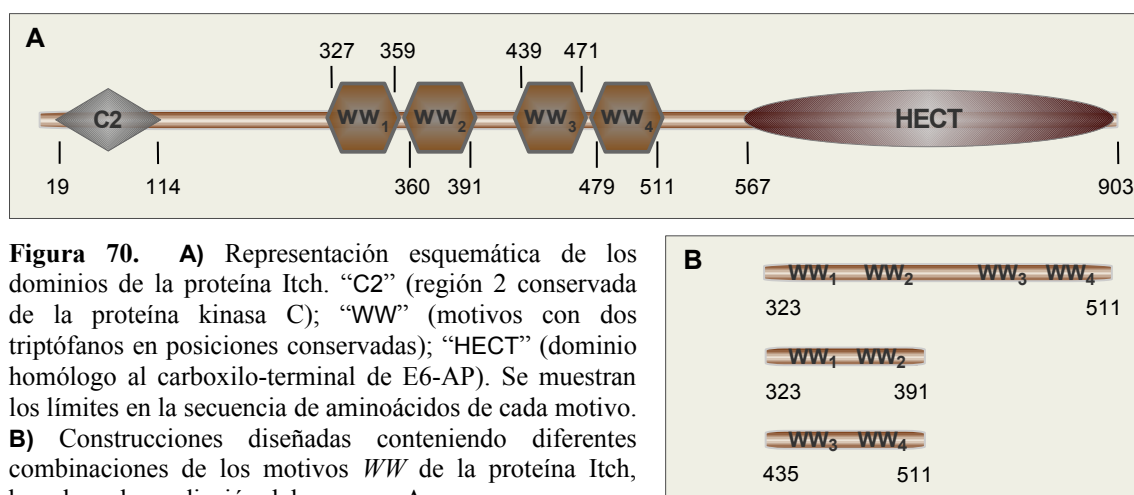 A
327 359 439 471
C2 WW1 WW2 WW3 WW4 HECT
19 114 360 391 479 511 567 903
Figura 70. A) Representación esquemática de los
dominios de la proteína Itch. “C2” (región 2 conservada
de la proteína kinasa C); “WW” (motivos con dos
triptófanos en posiciones conservadas); “HECT” (dominio
homólogo al carboxilo-terminal de E6-AP). Se muestran
los límites en la secuencia de aminoácidos de cada motivo.
B) Construcciones diseñadas conteniendo diferentes
combinaciones de los motivos WW de la proteína Itch,
B
WW1 WW2 WW3 WW4
323 511
WW1 WW2
323 391
WW3 WW4
435 511